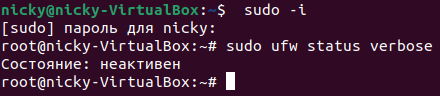 nicky@nicky-VirtualBox:~$  sudo -i
[sudo] пароль для nicky:
root@nicky-VirtualBox:~# sudo ufw status verbose
Состояние: неактивен
root@nicky-VirtualBox:~#